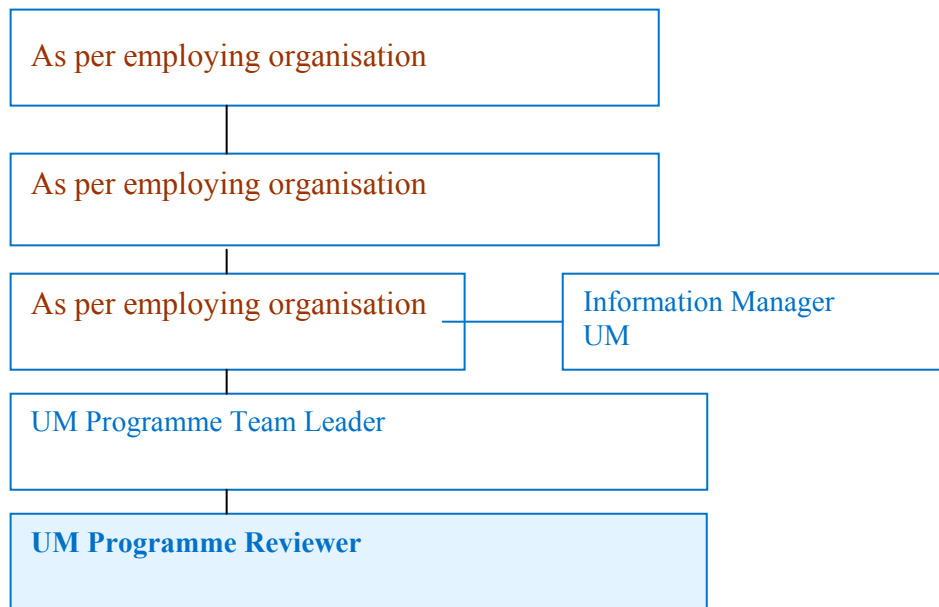 As per employing organisation
As per employing organisation
As per employing organisation
Information Manager
UM
UM Programme Team Leader
UM Programme Reviewer